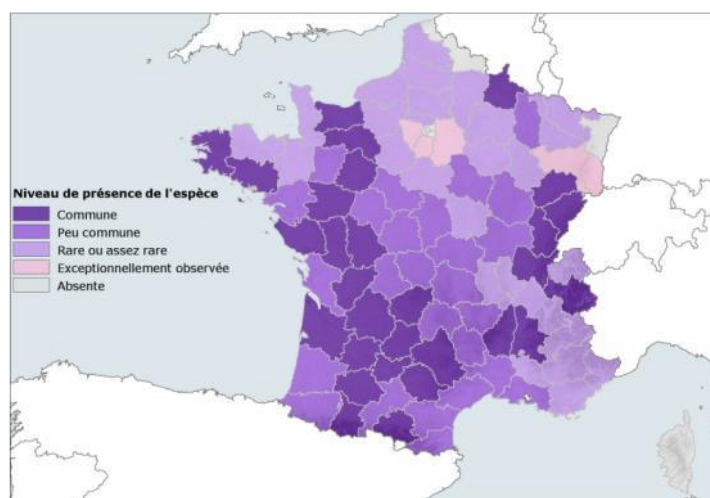 Niveau de présence de l'espèce
Commune
Peu commune
Rare ou assez rare
Exceptionnellement observée
Absente